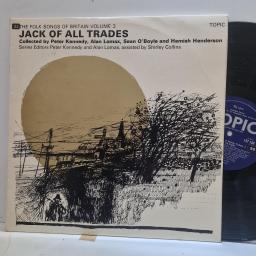 THE FOLK SONGS OF BRITAIN VOLUME 3 TOPIC
JACK OF ALL TRADES
Collected by Peter Kennedy, Alan Lomax, Sean O'Boyle and Hamish Henderson
Series Editors Peter Kennedy and Alan Lomax, assisted by Shirley Collins
TOPIC